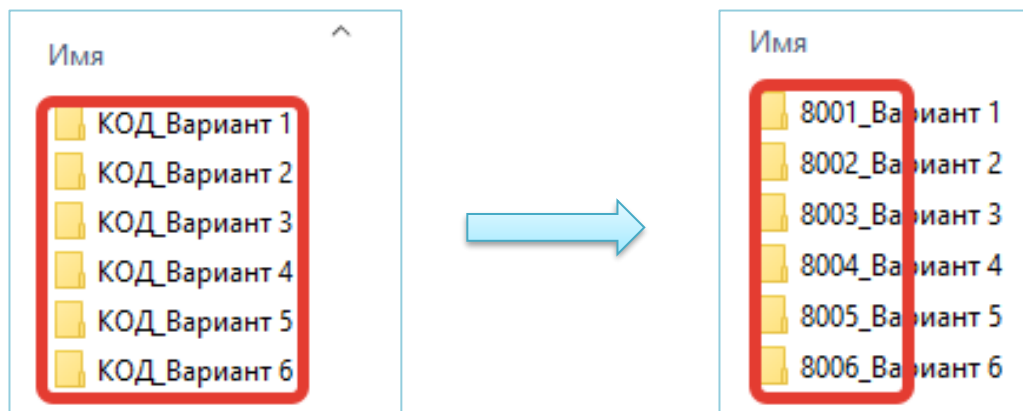 Имя
КОД_Вариант 1
КОД_Вариант 2
КОД_Вариант 3
КОД_Вариант 4
КОД_Вариант 5
КОД_Вариант 6
Имя
8001_Вариант 1
8002_Вариант 2
8003_Вариант 3
8004_Вариант 4
8005_Вариант 5
8006_Вариант 6